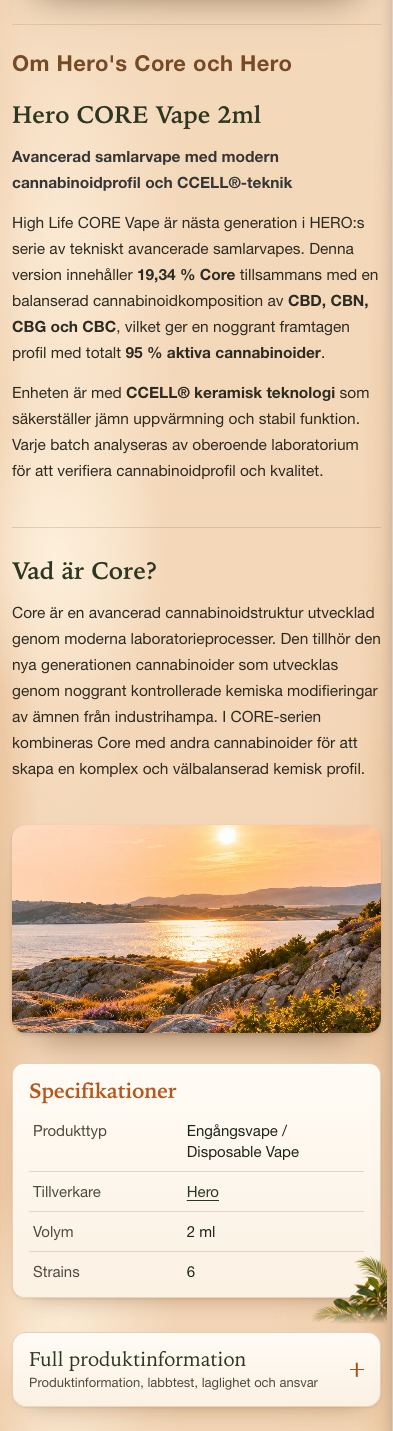 Om Hero's Core och Hero
Hero CORE Vape 2ml
Avancerad samlarvape med modern
cannabinoidprofil och CCELL®-teknik
High Life CORE Vape är nästa generation i HERO:s
serie av tekniskt avancerade samlarvapes. Denna
version innehåller 19,34 % Core tillsammans med en
balanserad cannabinoidkomposition av CBD, CBN,
CBG och CBC, vilket ger en noggrant framtagen
profil med totalt 95 % aktiva cannabinoider.
Enheten är med CCELL® keramisk teknologi som
säkerställer jämn uppvärmning och stabil funktion.
Varje batch analyseras av oberoende laboratorium
för att verifiera cannabinoidprofil och kvalitet.
Vad är Core?
Core är en avancerad cannabinoidstruktur utvecklad
genom moderna laboratorieprocesser. Den tillhör den
nya generationen cannabinoider som utvecklas
genom noggrant kontrollerade kemiska modifieringar
av ämnen från industrihampa. I CORE-serien
kombineras Core med andra cannabinoider för att
skapa en komplex och välbalanserad kemisk profil.
Specifikationer
Produkttyp Engångsvape /
Disposable Vape
Tillverkare Hero
Volym 2 ml
Strains 6
Full produktinformation
Produktinformation, labbtest, laglighet och ansvar